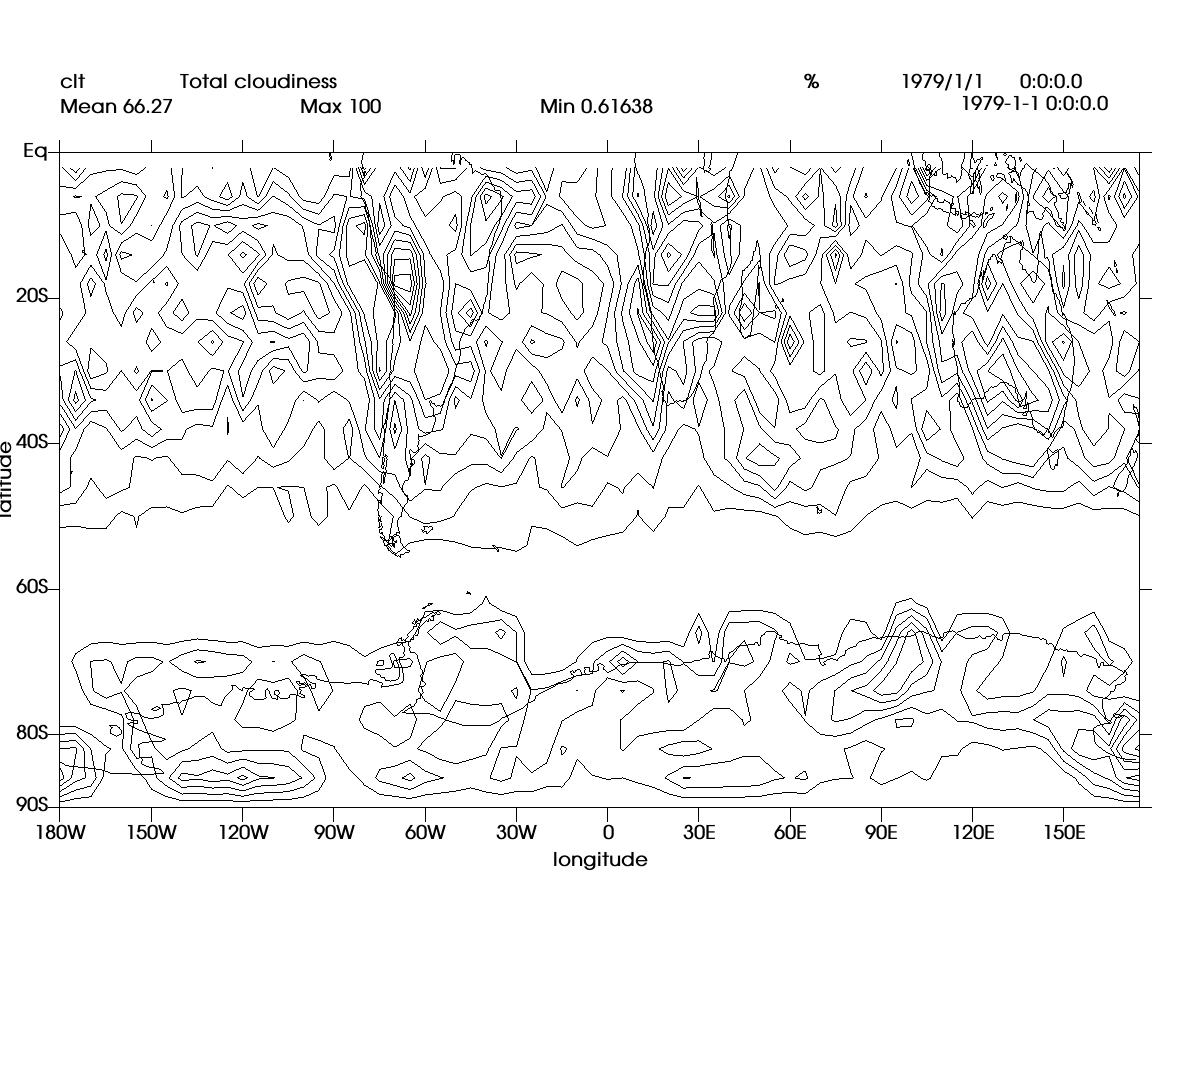 clt Total cloudiness % 1979/1/1 0:0:0.0
Mean 66.27 Max 100 Min 0.61638 1979-1-1 0:0:0.0
Eq
20S
40S
latitude
60S
80S
90S
180W 150W 120W 90W 60W 30W 0 30E 60E 90E 120E 150E
longitude